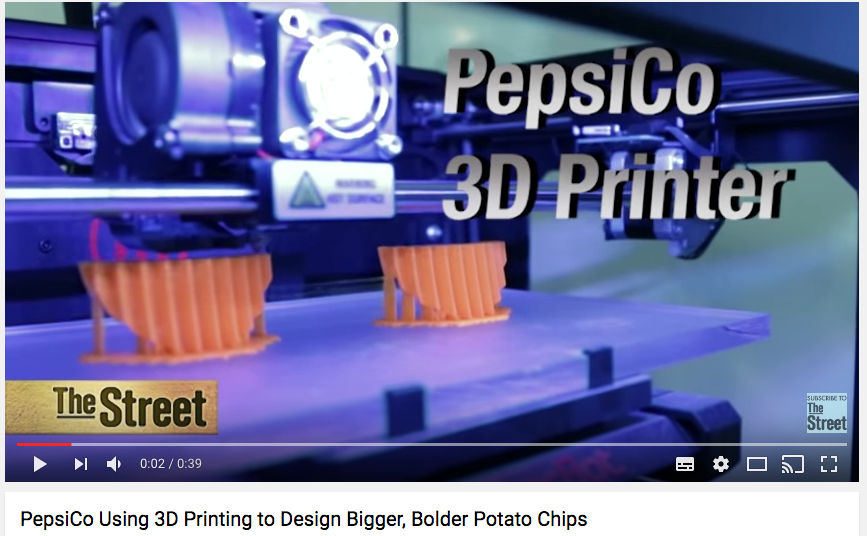 PepsiCo
3D Printer
WARNING
HOT SURFACE
The Street
SUBSCRIBE TO
The
Street
0:02 / 0:39
PepsiCo Using 3D Printing to Design Bigger, Bolder Potato Chips